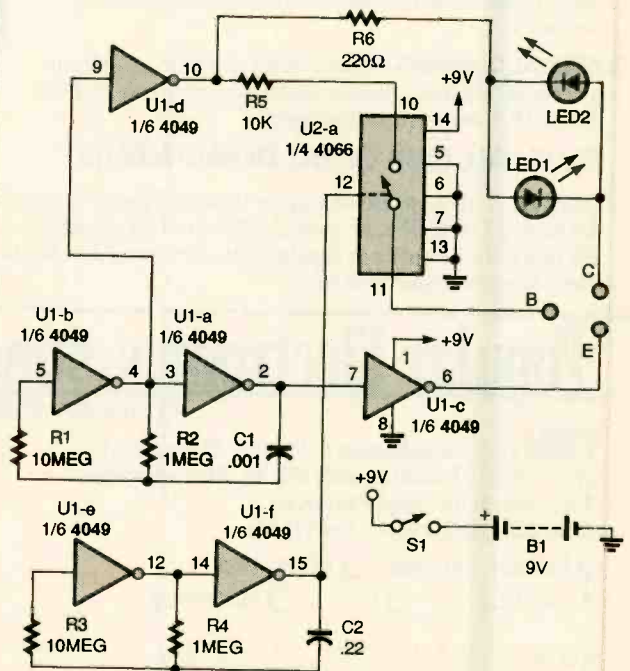 R6
220Ω
9
10
U1-d
1/6 4049
R5
10K
+9V
10
14
U2-a
1/4 4066
5
12
6
7
13
11
LED2
LED1
C
B
E
U1-b
1/6 4049
U1-a
1/6 4049
5
4
3
2
R1
10MEG
R2
1MEG
C1
.001
+9V
1
7
6
8
U1-c
1/6 4049
U1-e
1/6 4049
U1-f
1/6 4049
12
14
15
R3
10MEG
R4
1MEG
C2
.22
+9V
S1
+
B1
9V